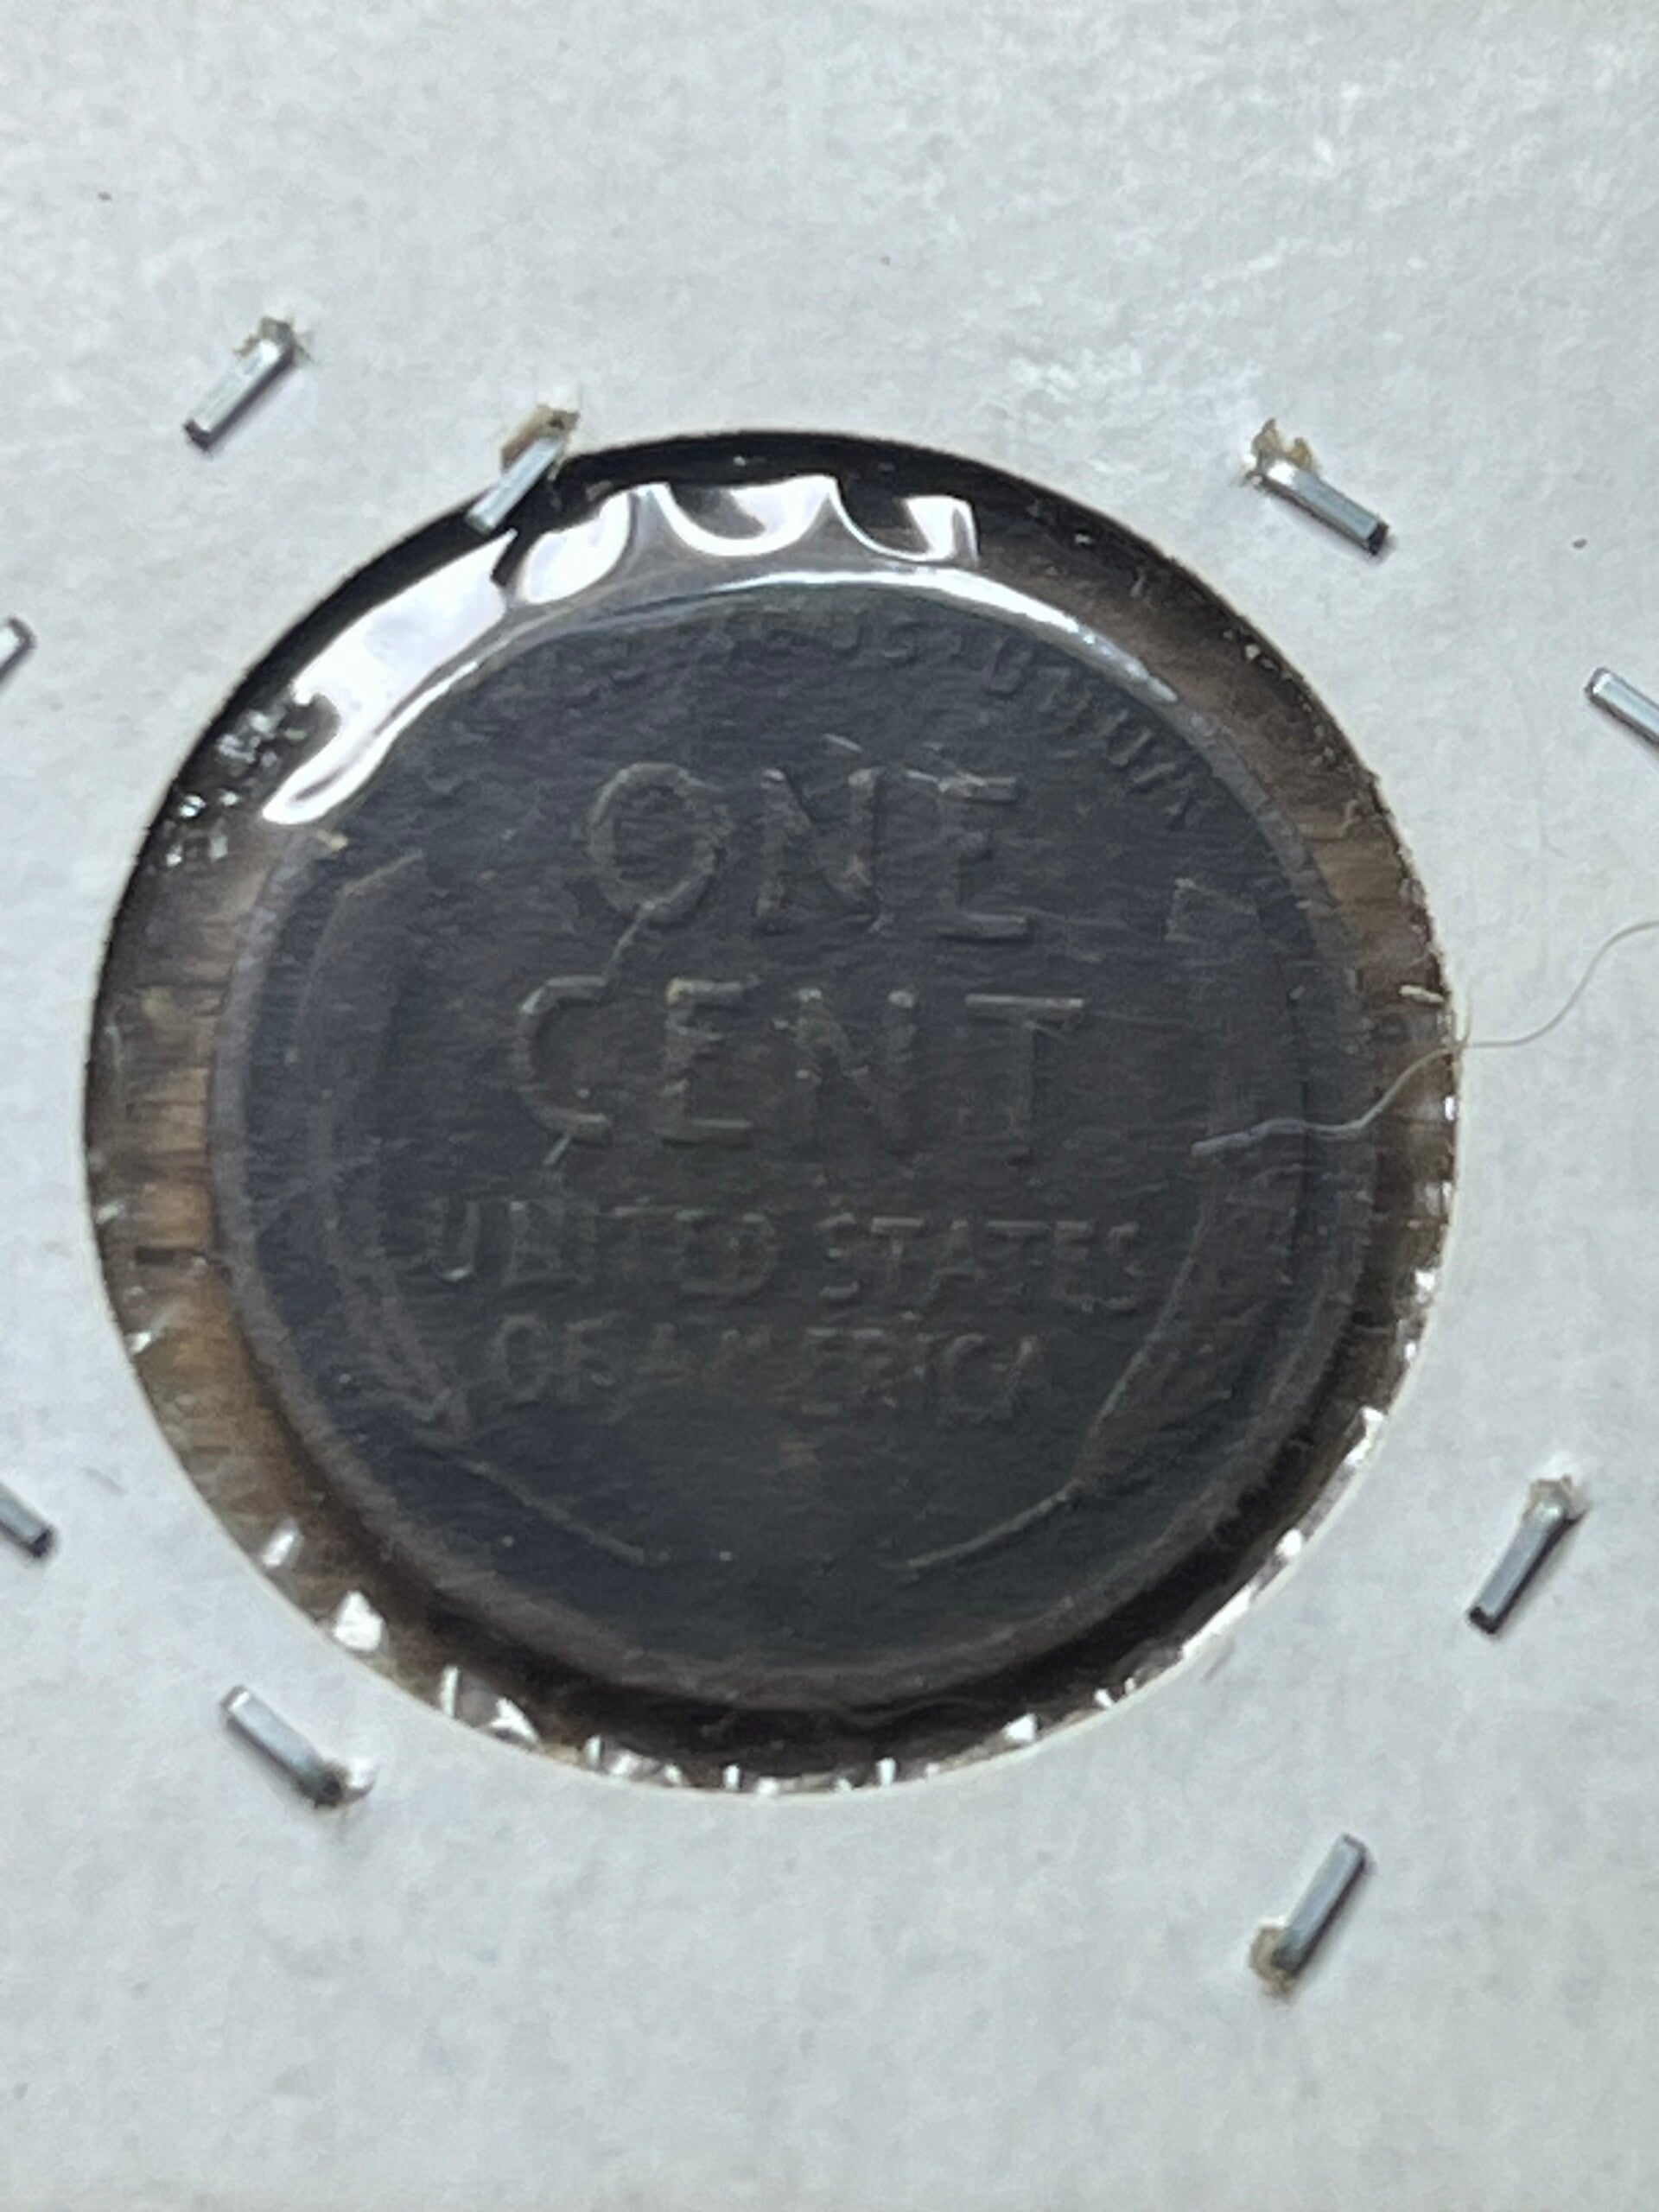 ONE
CENT
UNITED STATES
OF AMERICA